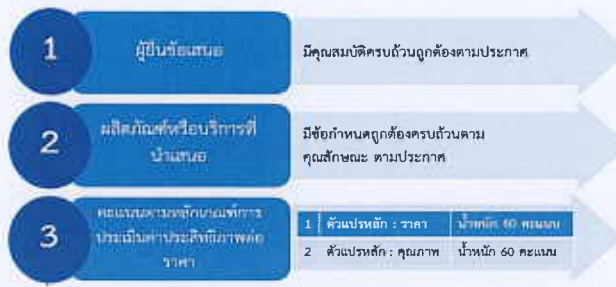 1
ผู้ยื่นข้อเสนอ
มีคุณสมบัติครบถ้วนถูกต้องตามประกาศ
2
ผลิตภัณฑ์หรือบริการที่
นำเสนอ
มีข้อกำหนดถูกต้องครบถ้วนตาม
คุณลักษณะ ตามประกาศ
3
คะแนนตามหลักเกณฑ์การ
ประเมินค่าประสิทธิภาพต่อ
ราคา
1 ตัวแปรหลัก : ราคา น้ำหนัก 60 คะแนน
2 ตัวแปรหลัก : คุณภาพ น้ำหนัก 60 คะแนน